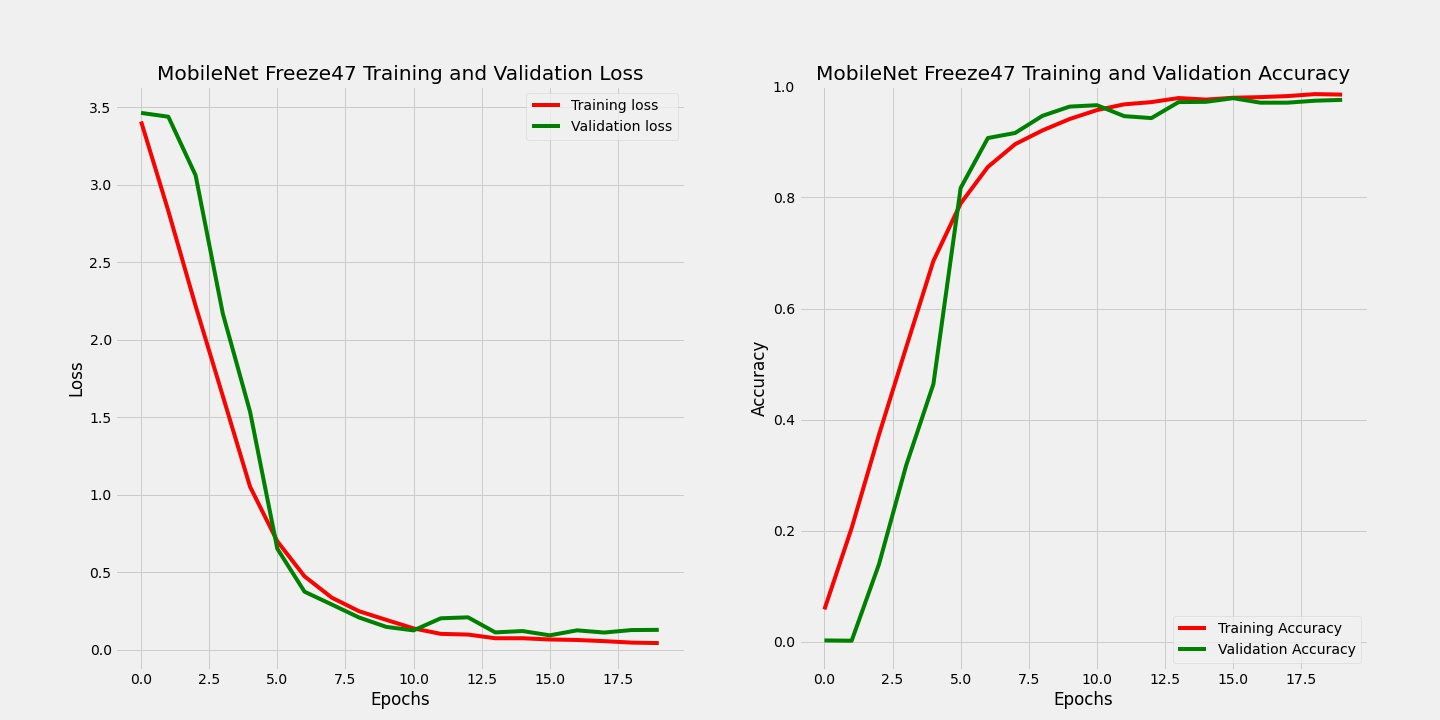 MobileNet Freeze47 Training and Validation Loss
3.5
3.0
2.5
2.0
1.5
1.0
0.5
0.0
Loss
Training loss
Validation loss
0.0 2.5 5.0 7.5 10.0 12.5 15.0 17.5
Epochs
MobileNet Freeze47 Training and Validation Accuracy
1.0
0.8
0.6
0.4
0.2
0.0
Accuracy
Training Accuracy
Validation Accuracy
0.0 2.5 5.0 7.5 10.0 12.5 15.0 17.5
Epochs